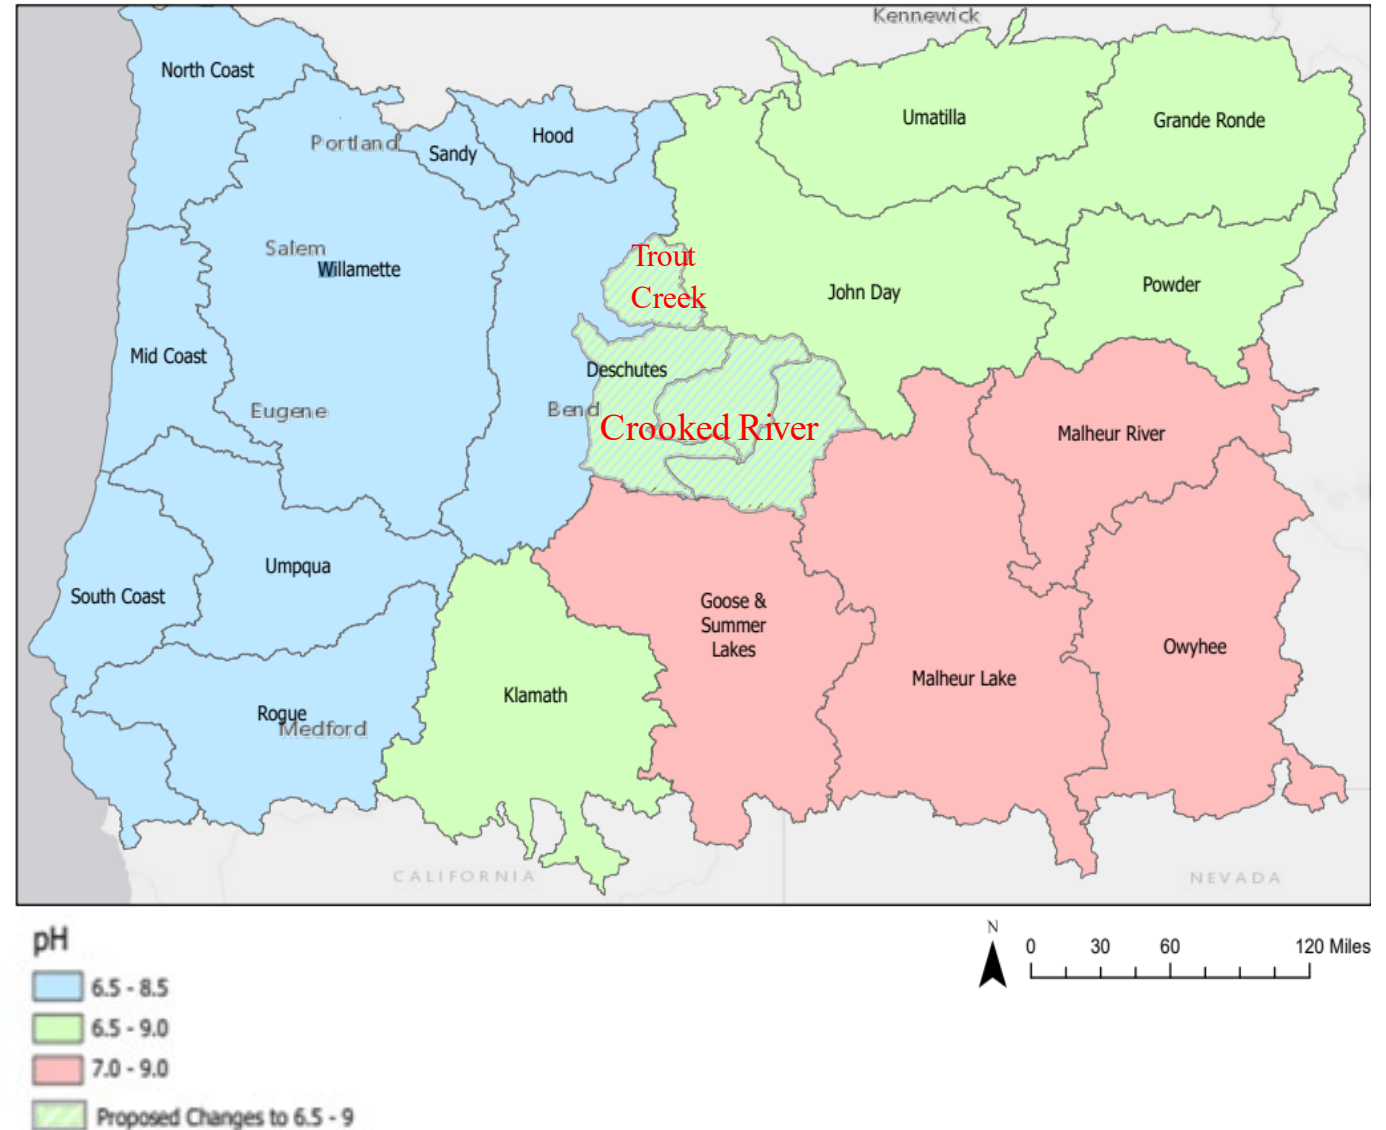 Kennewick
North Coast
Umatilla
Grande Ronde
Portland
Sandy
Hood
Salem
Willamette
Trout
Creek
John Day
Powder
Mid Coast
Deschutes
Eugene
Bend
Crooked River
Malheur River
Umpqua
South Coast
Goose &
Summer
Lakes
Owyhee
Klamath
Malheur Lake
Rogue
Medford
CALIFORNIA
NEVADA
pH
6.5 - 8.5
6.5 - 9.0
7.0 - 9.0
Proposed Changes to 6.5 - 9
N
0 30 60 120 Miles